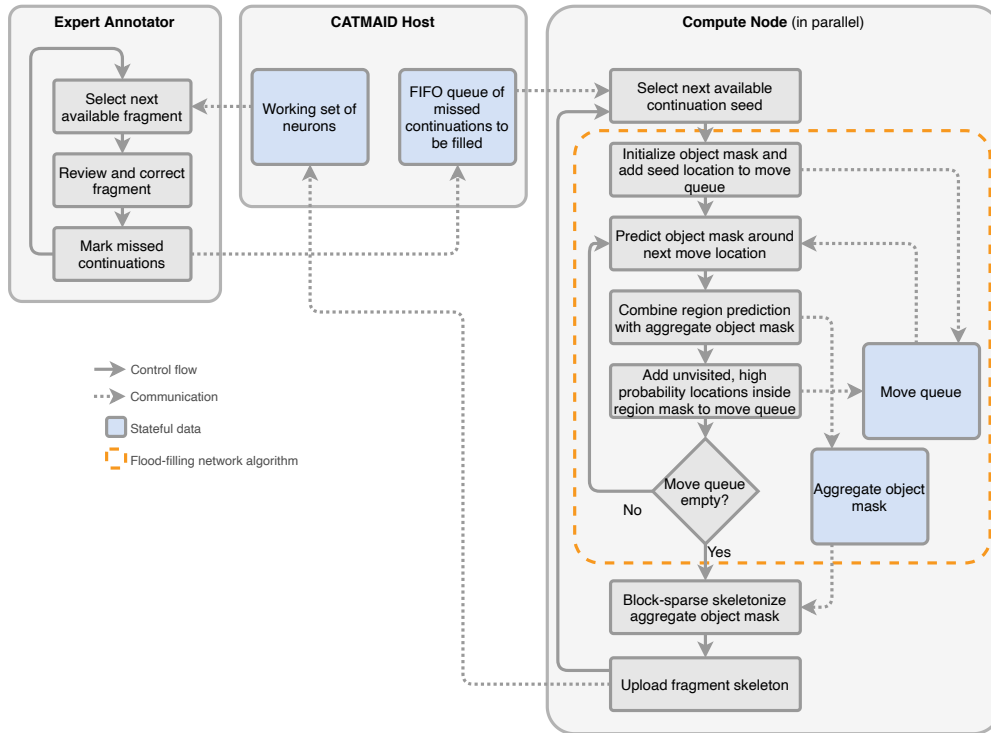 Expert Annotator
Select next
available fragment
Review and correct
fragment
Mark missed
continuations
CATMAID Host
Working set of
neurons
FIFO queue of
missed
continuations to
be filled
Compute Node (in parallel)
Select next available
continuation seed
Initialize object mask and
add seed location to move
queue
Predict object mask around
next move location
Combine region prediction
with aggregate object mask
Add unvisited, high
probability locations inside
region mask to move queue
Move queue
Move queue
empty?
No
Yes
Aggregate object
mask
Block-sparse skeletonize
aggregate object mask
Upload fragment skeleton
Control flow
Communication
Stateful data
Flood-filling network algorithm